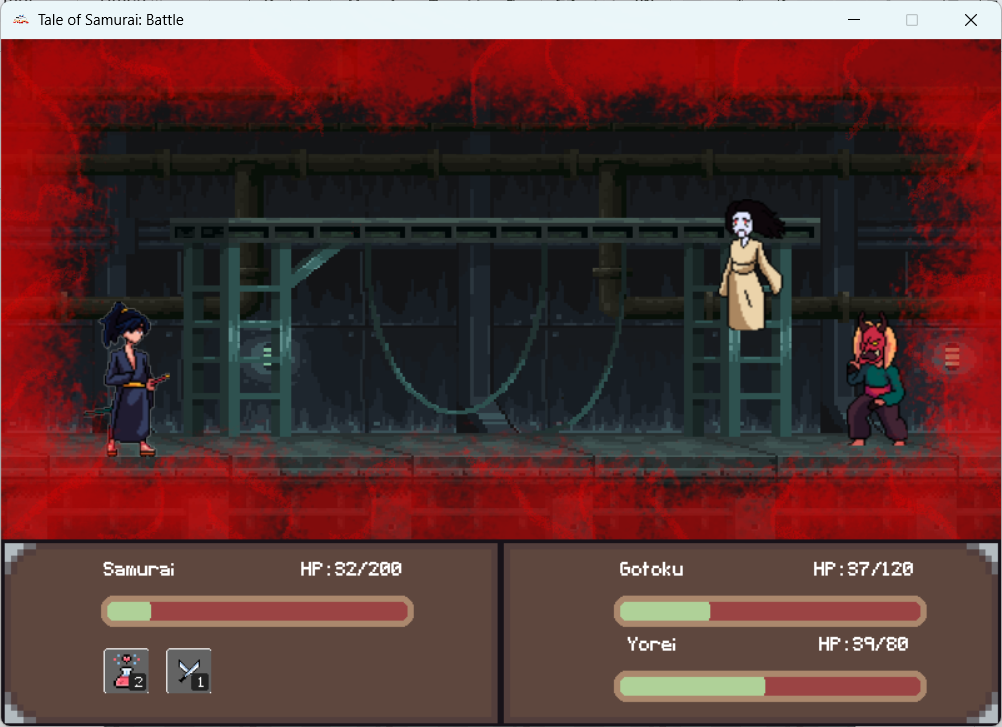 Tale of Samurai: Battle
Samurai HP:32/200
2 1
Gotoku HP:37/120
Yorei HP:39/80